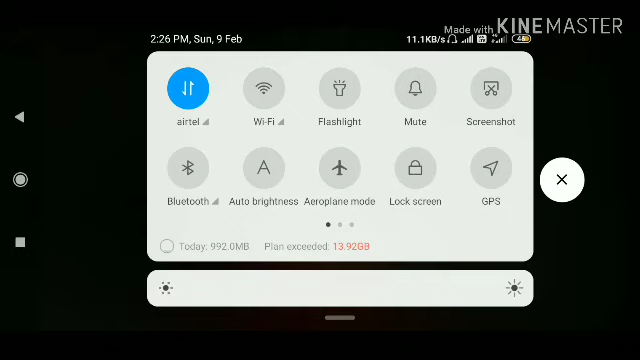 Made with KINEMASTER
2:26 PM, Sun, 9 Feb
11.1KB/s
airtel
Wi-Fi
Flashlight
Mute
Screenshot
Bluetooth
Auto brightness
Aeroplane mode
Lock screen
GPS
Today: 992.0MB Plan exceeded: 13.92GB